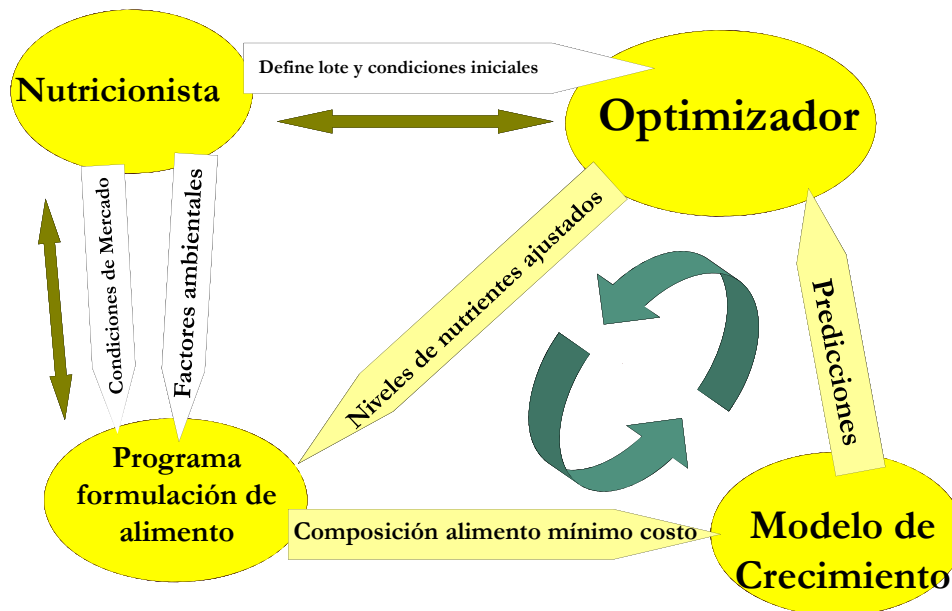 Nutricionista
Define lote y condiciones iniciales
Optimizador
Condiciones de Mercado
Factores ambientales
Niveles de nutrientes ajustados
Predicciones
Programa
formulación de
alimento
Composición alimento mínimo costo
Modelo de
Crecimiento